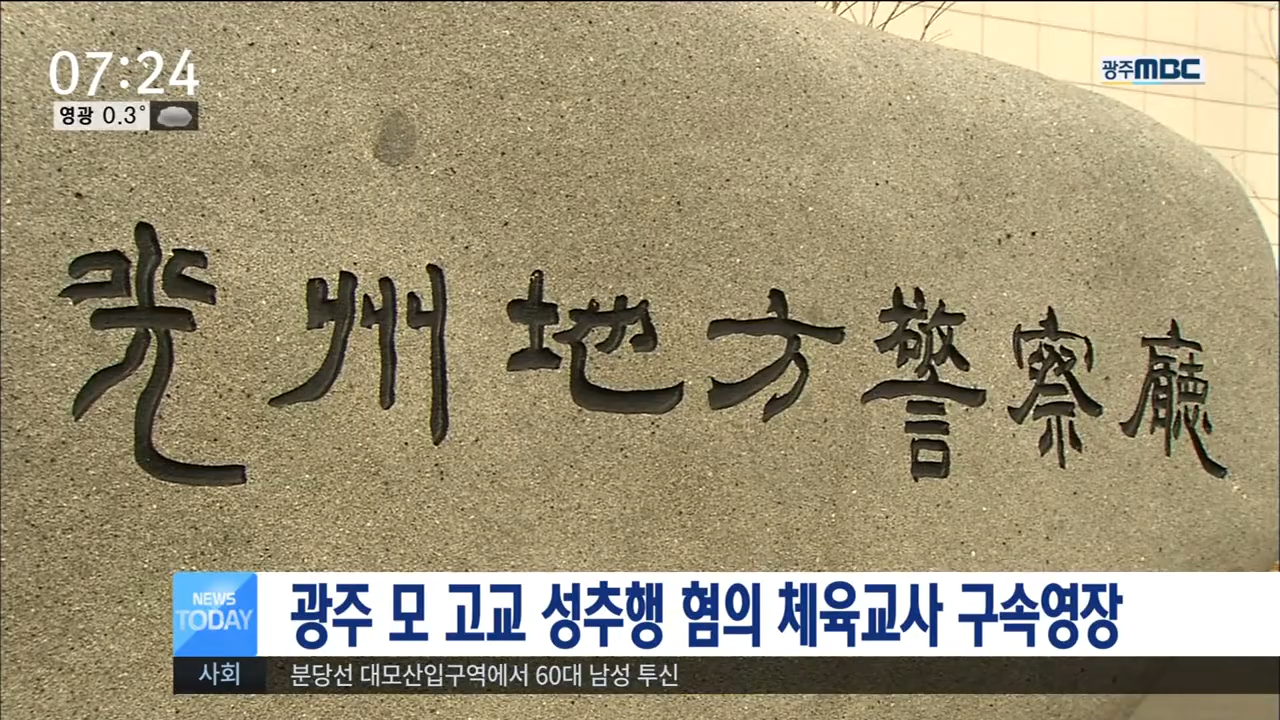 07:24
영광 0.3°
광주MBC
光州地方警察廳
NEWS
TODAY
광주 모 고교 성추행 혐의 체육교사 구속영장
사회
분당선 대모산입구역에서 60대 남성 투신